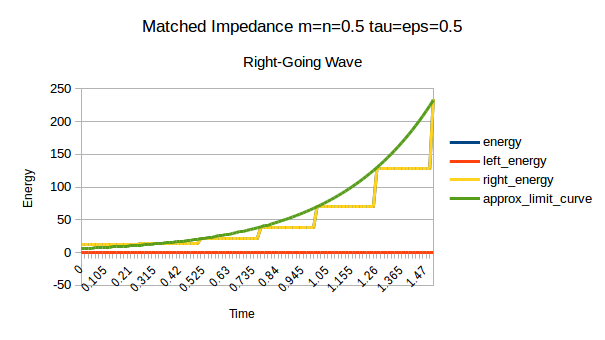 Matched Impedance m=n=0.5 tau=eps=0.5
Right-Going Wave
250
200
150
100
50
0
-50
Energy
0
0.105
0.21
0.315
0.42
0.525
0.63
0.735
0.84
0.945
1.05
1.155
1.26
1.365
1.47
Time
energy
left_energy
right_energy
approx_limit_curve